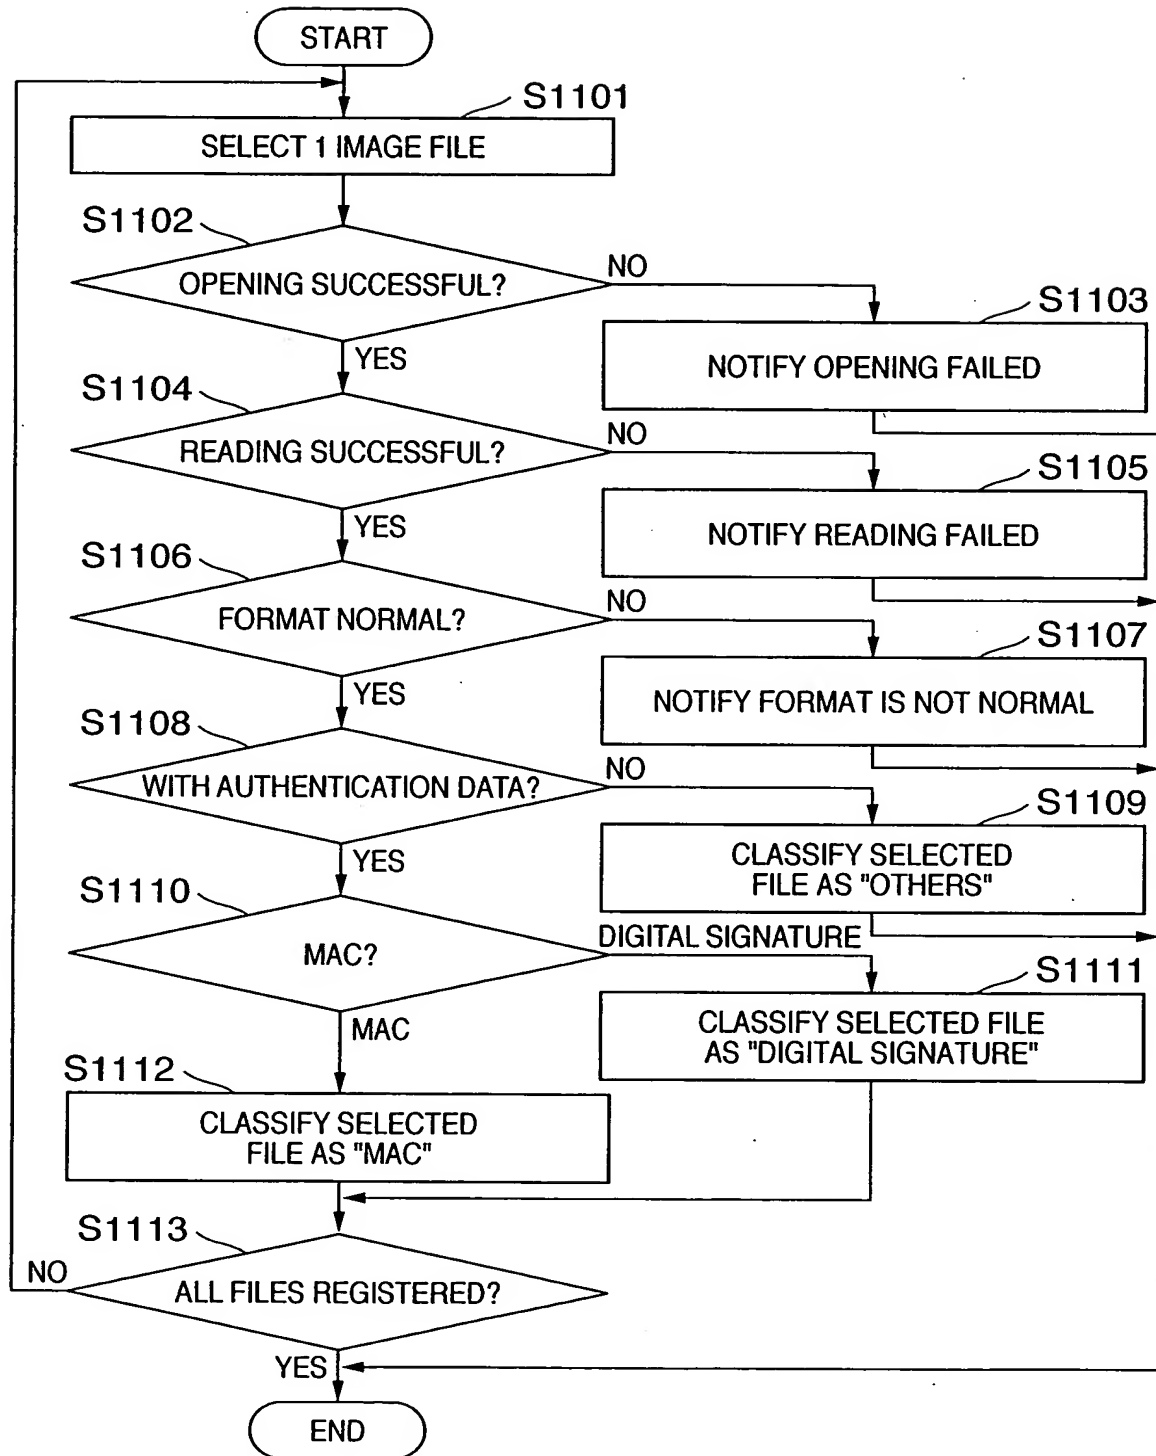 START
S1101
SELECT 1 IMAGE FILE
S1102
OPENING SUCCESSFUL?
NO
S1103
NOTIFY OPENING FAILED
YES
S1104
READING SUCCESSFUL?
NO
S1105
NOTIFY READING FAILED
YES
S1106
FORMAT NORMAL?
NO
S1107
NOTIFY FORMAT IS NOT NORMAL
YES
S1108
WITH AUTHENTICATION DATA?
NO
S1109
CLASSIFY SELECTED
FILE AS "OTHERS"
YES
S1110
MAC?
DIGITAL SIGNATURE
S1111
CLASSIFY SELECTED FILE
AS "DIGITAL SIGNATURE"
MAC
S1112
CLASSIFY SELECTED
FILE AS "MAC"
S1113
NO
ALL FILES REGISTERED?
YES
END